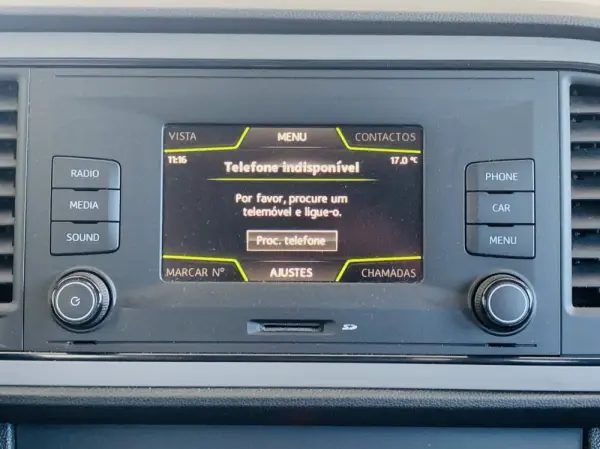 VISTA
MENU
CONTACTOS
11:16
17.0 °C
Telefone indisponível
Por favor, procure um
telemóvel e ligue-o.
Proc. telefone
MARCAR Nº
AJUSTES
CHAMADAS
RADIO
MEDIA
SOUND
PHONE
CAR
MENU
SD